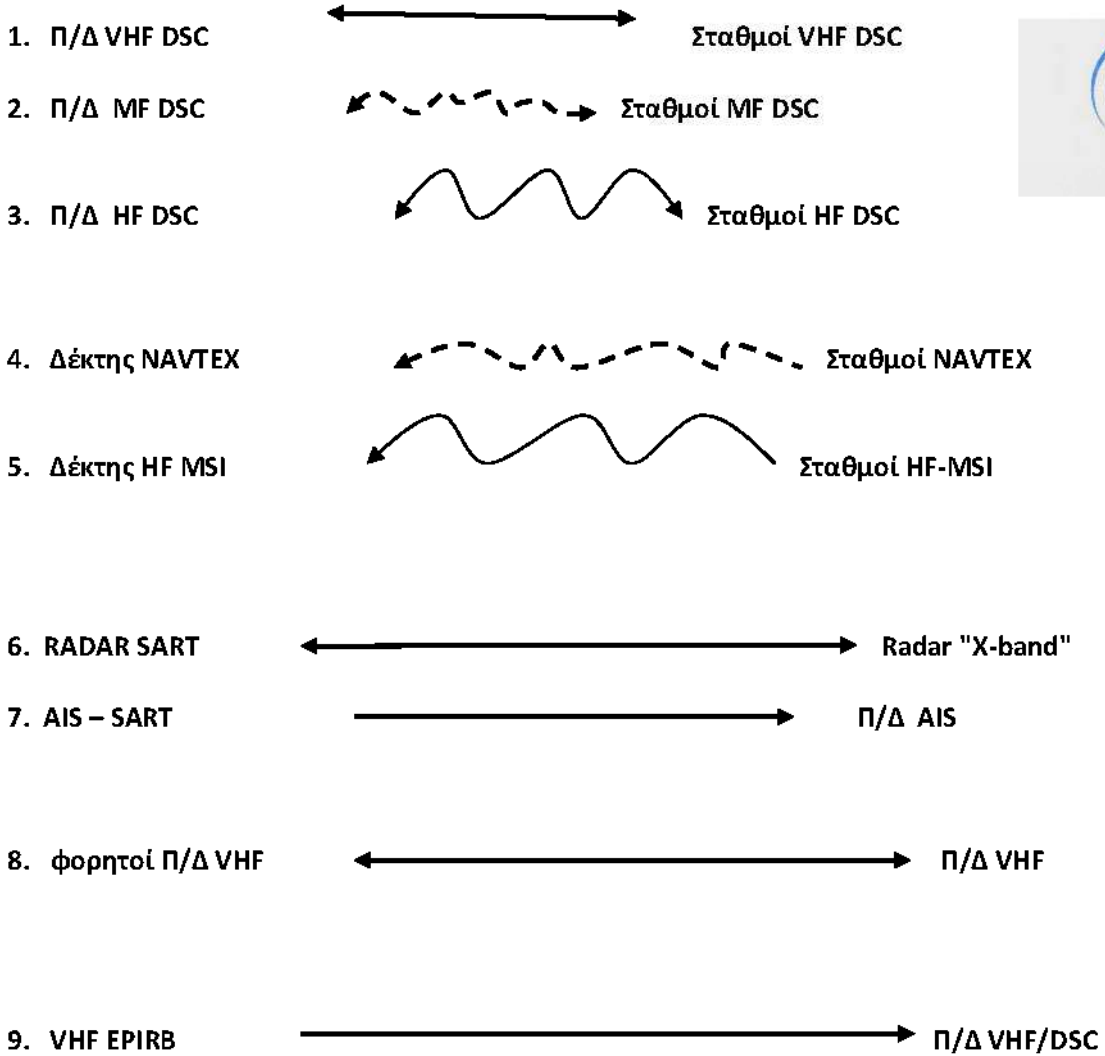 1. Π/Δ VHF DSC Σταθμοί VHF DSC
2. Π/Δ MF DSC Σταθμοί MF DSC
3. Π/Δ HF DSC Σταθμοί HF DSC
4. Δέκτης NAVTEX Σταθμοί NAVTEX
5. Δέκτης HF MSI Σταθμοί HF-MSI
6. RADAR SART Radar "X-band"
7. AIS – SART Π/Δ AIS
8. φορητοί Π/Δ VHF Π/Δ VHF
9. VHF EPIRB Π/Δ VHF/DSC